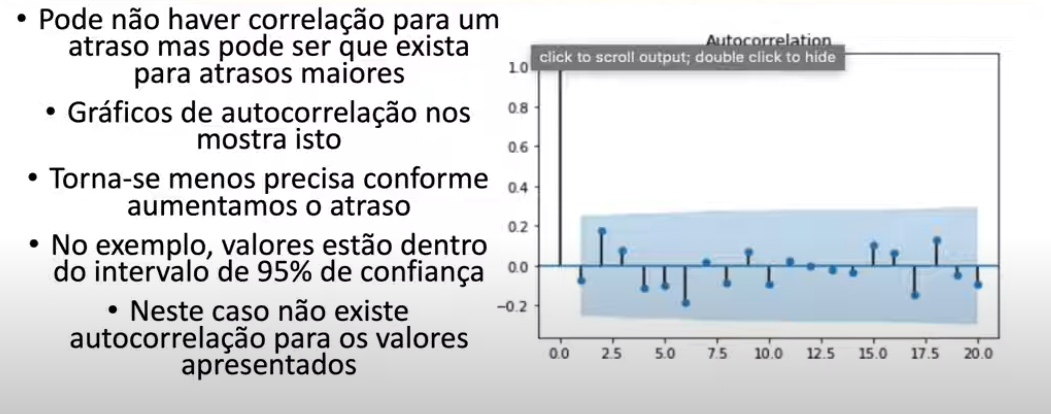 • Pode não haver correlação para um
atraso mas pode ser que exista
para atrasos maiores
• Gráficos de autocorrelação nos
mostra isto
• Torna-se menos precisa conforme
aumentamos o atraso
• No exemplo, valores estão dentro
do intervalo de 95% de confiança
• Neste caso não existe
autocorrelação para os valores
apresentados
Autocorrelation
click to scroll output; double click to hide
1.0
0.8
0.6
0.4
0.2
0.0
−0.2
0.0 2.5 5.0 7.5 10.0 12.5 15.0 17.5 20.0